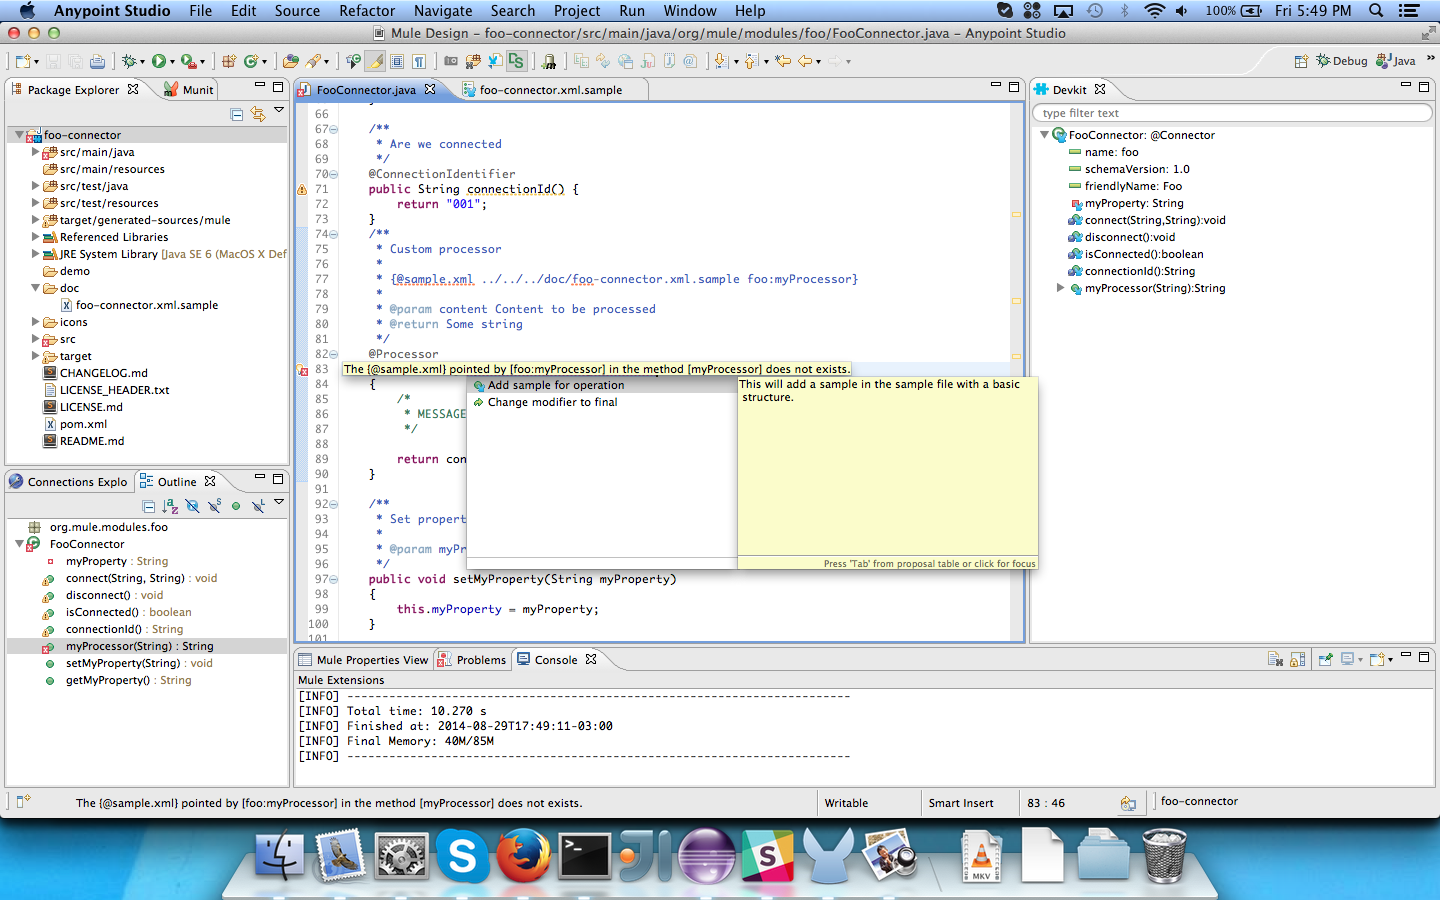 Anypoint Studio File Edit Source Refactor Navigate Search Project Run Window Help 100% Fri 5:49 PM
Mule Design – foo-connector/src/main/java/org/mule/modules/foo/FooConnector.java – Anypoint Studio
Debug Java
Package Explorer Munit
foo-connector
src/main/java
src/main/resources
src/test/java
src/test/resources
target/generated-sources/mule
Referenced Libraries
JRE System Library [Java SE 6 (MacOS X Def
demo
doc
foo-connector.xml.sample
icons
src
target
CHANGELOG.md
LICENSE_HEADER.txt
LICENSE.md
pom.xml
README.md
Connections Explo Outline
org.mule.modules.foo
FooConnector
myProperty : String
connect(String, String) : void
disconnect() : void
isConnected() : boolean
connectionId() : String
myProcessor(String) : String
setMyProperty(String) : void
getMyProperty() : String
FooConnector.java foo-connector.xml.sample
66
67 /**
68 * Are we connected
69 */
70 @ConnectionIdentifier
71 public String connectionId() {
72 return "001";
73 }
74 /**
75 * Custom processor
76 *
77 * {@sample.xml ../../../doc/foo-connector.xml.sample foo:myProcessor}
78 *
79 * @param content Content to be processed
80 * @return Some string
81 */
82 @Processor
83 The {@sample.xml} pointed by [foo:myProcessor] in the method [myProcessor] does not exists.
84 {
85 /*
86 * MESSAGE
87 */
88
89 return con
90 }
91
92 /**
93 * Set propert
94 *
95 * @param myPr
96 */
97 public void setMyProperty(String myProperty)
98 {
99 this.myProperty = myProperty;
100 }
101
Add sample for operation
Change modifier to final
This will add a sample in the sample file with a basic
structure.
Press 'Tab' from proposal table or click for focus
Devkit
type filter text
FooConnector: @Connector
name: foo
schemaVersion: 1.0
friendlyName: Foo
myProperty: String
connect(String,String):void
disconnect():void
isConnected():boolean
connectionId():String
myProcessor(String):String
Mule Properties View Problems Console
Mule Extensions
[INFO] ------------------------------------------------------------------------
[INFO] Total time: 10.270 s
[INFO] Finished at: 2014-08-29T17:49:11-03:00
[INFO] Final Memory: 40M/85M
[INFO] ------------------------------------------------------------------------
The {@sample.xml} pointed by [foo:myProcessor] in the method [myProcessor] does not exists. Writable Smart Insert 83 : 46 foo-connector
MKV